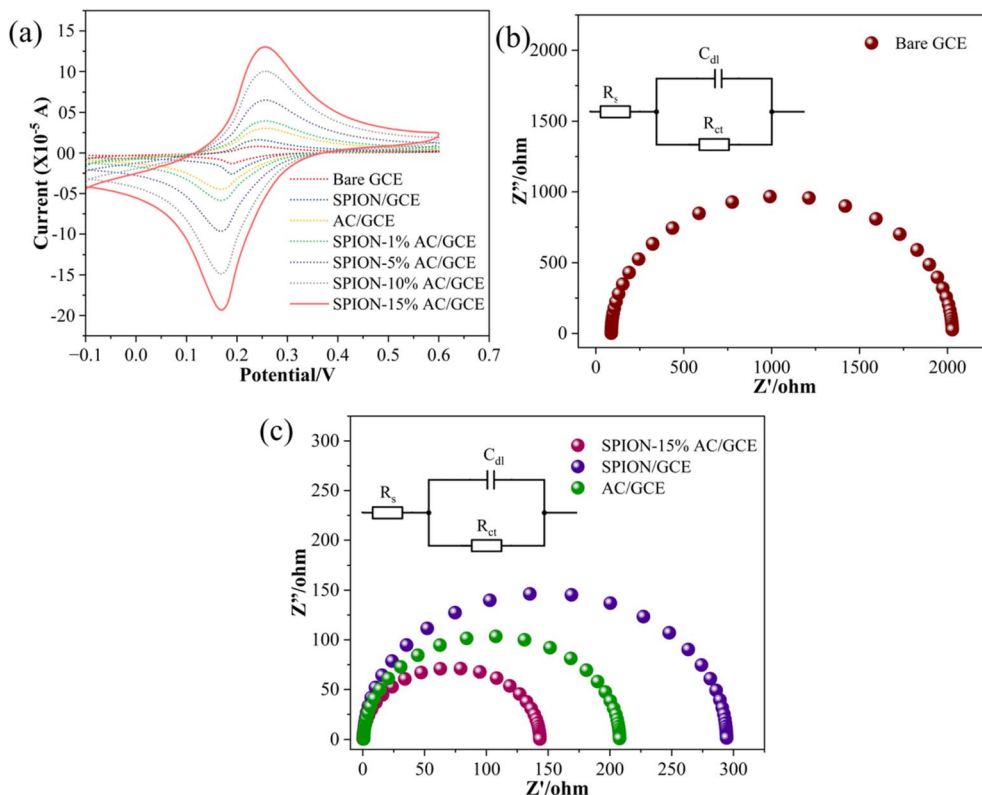 (a)
Current (X10⁻⁵ A)
15
10
05
00
-05
-10
-15
-20
Bare GCE
SPION/GCE
AC/GCE
SPION-1% AC/GCE
SPION-5% AC/GCE
SPION-10% AC/GCE
SPION-15% AC/GCE
−0.1 0.0 0.1 0.2 0.3 0.4 0.5 0.6 0.7
Potential/V
(b)
Z”/ohm
2000
1500
1000
500
0
Bare GCE
C_dl
R_s
R_ct
0 500 1000 1500 2000
Z'/ohm
(c)
Z”/ohm
300
250
200
150
100
50
0
SPION-15% AC/GCE
SPION/GCE
AC/GCE
C_dl
R_s
R_ct
0 50 100 150 200 250 300
Z'/ohm